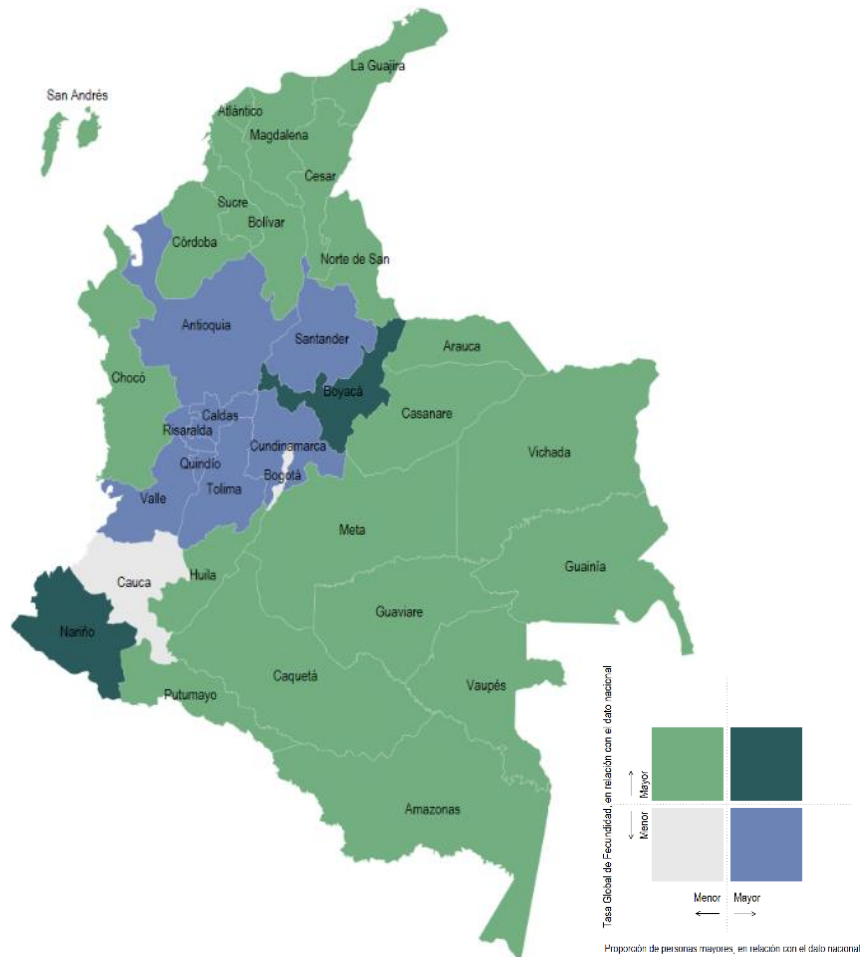 La Guajira
San Andrés
Atlántico
Magdalena
Cesar
Sucre
Bolívar
Córdoba
Norte de San
Antioquia
Santander
Arauca
Chocó
Boyacá
Casanare
Caldas
Risaralda
Cundinamarca
Vichada
Quindío
Bogotá
Valle
Tolima
Meta
Guainía
Huila
Cauca
Guaviare
Nariño
Caquetá
Vaupés
Putumayo
Amazonas
Tasa Global de Fecundidad, en relación con el dato nacional
Mayor
Menor
Menor
Mayor
Proporción de personas mayores, en relación con el dato nacional